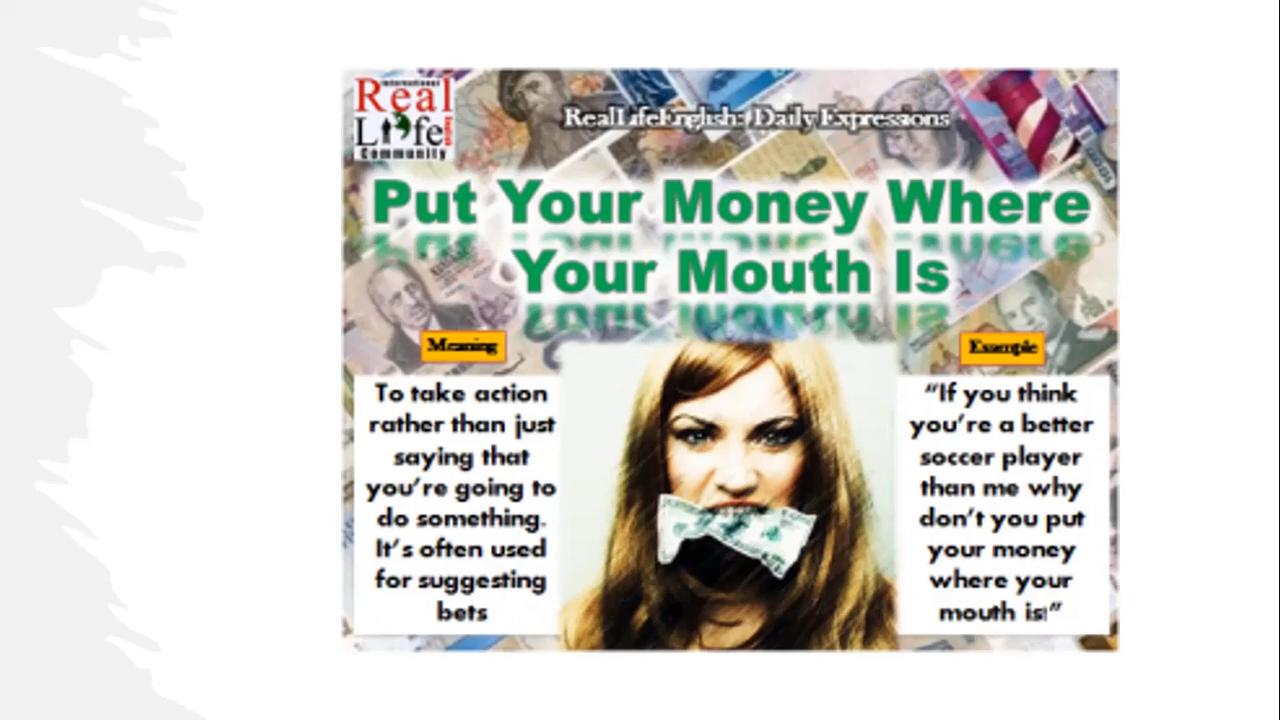 International
Real
Life
English
Community
RealLifeEnglish: Daily Expressions
Put Your Money Where
Your Mouth Is
Meaning
To take action
rather than just
saying that
you're going to
do something.
It's often used
for suggesting
bets
Example
"If you think
you're a better
soccer player
than me why
don't you put
your money
where your
mouth is!"